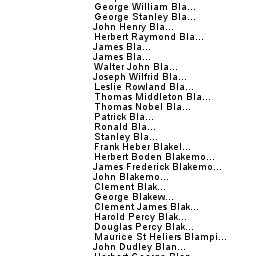 George William Bla...
George Stanley Bla...
John Henry Bla...
Herbert Raymond Bla...
James Bla...
James Bla...
Walter John Bla...
Joseph Wilfrid Bla...
Leslie Rowland Bla...
Thomas Middleton Bla...
Thomas Nobel Bla...
Patrick Bla...
Ronald Bla...
Stanley Bla...
Frank Heber Blakel...
Herbert Boden Blakemo...
James Frederick Blakemo...
John Blakemo...
Clement Blak...
George Blakew...
Clement James Blak...
Harold Percy Blak...
Douglas Percy Blak...
Maurice St Heliers Blampi...
John Dudley Blan...
Herbert George Blan...